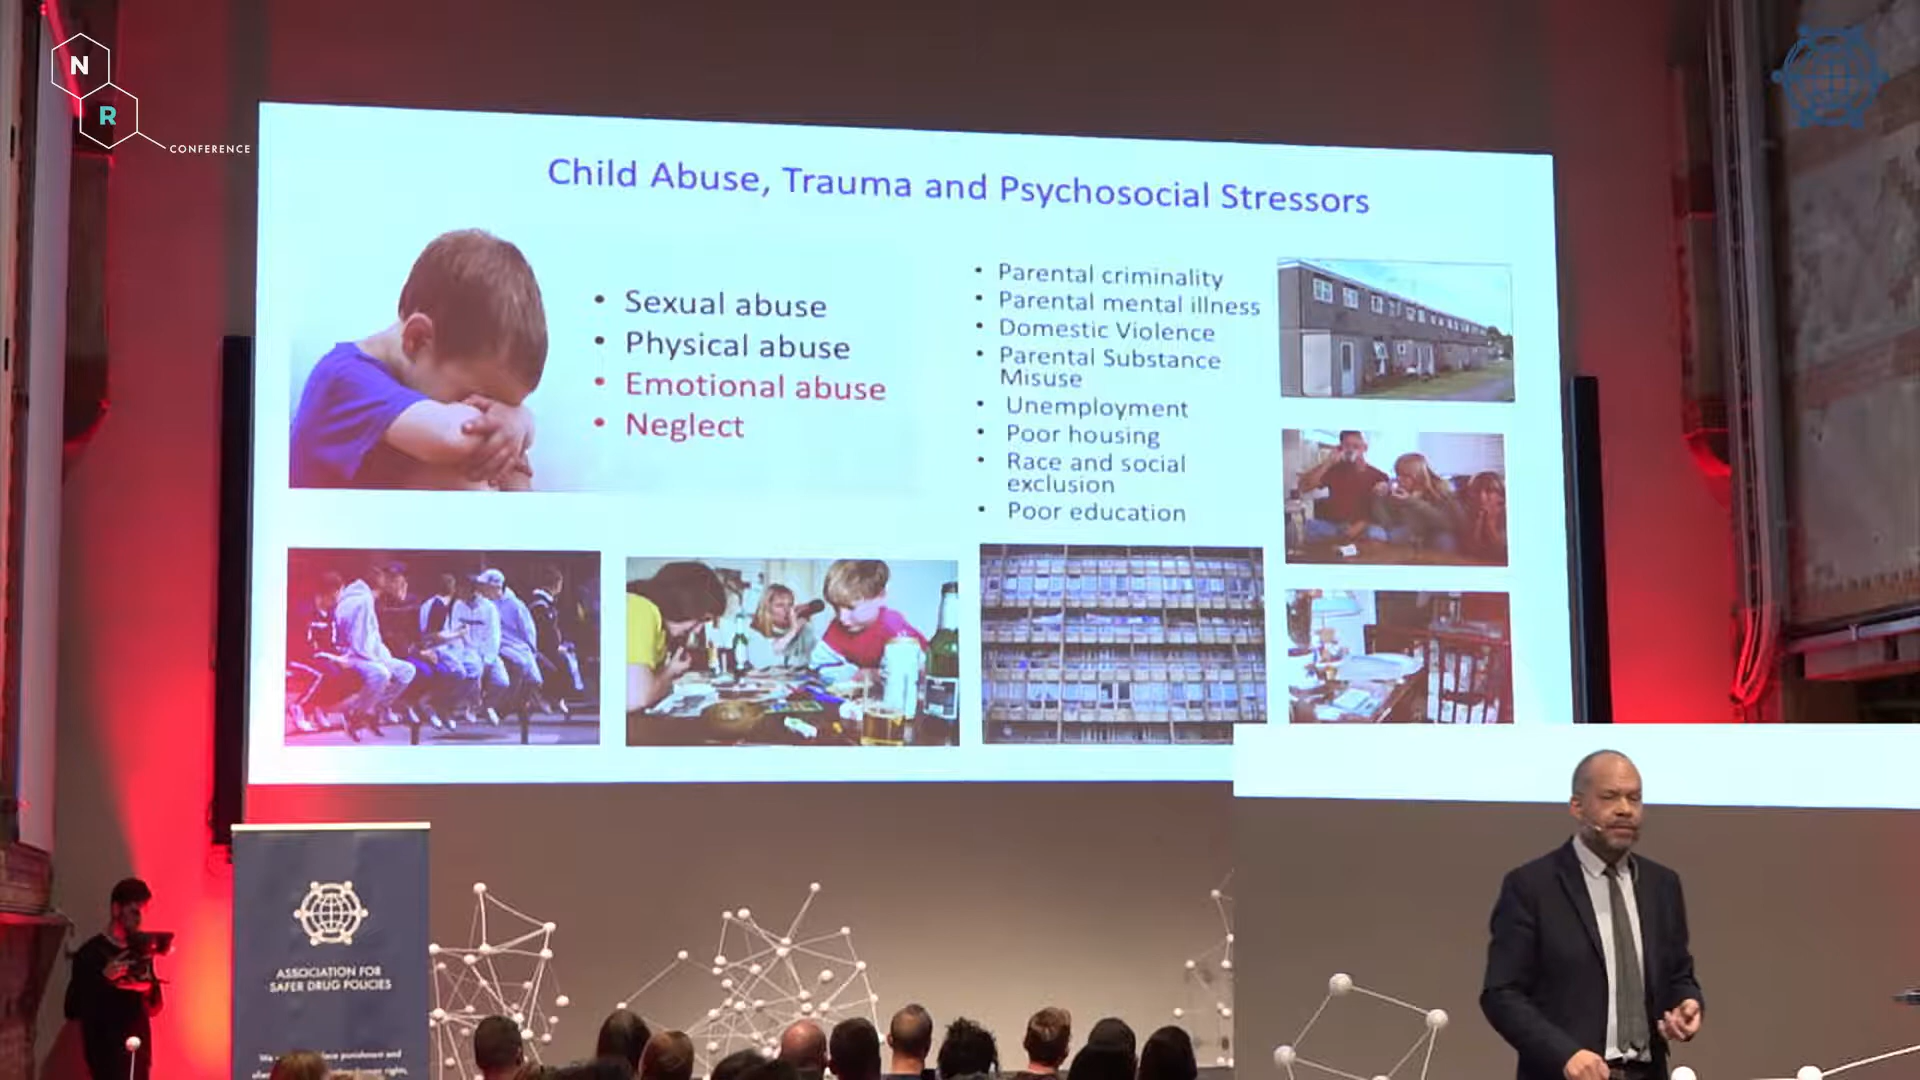 N
R
CONFERENCE
Child Abuse, Trauma and Psychosocial Stressors
• Sexual abuse
• Physical abuse
• Emotional abuse
• Neglect
• Parental criminality
• Parental mental illness
• Domestic Violence
• Parental Substance
Misuse
• Unemployment
• Poor housing
• Race and social
exclusion
• Poor education
ASSOCIATION FOR
SAFER DRUG POLICIES
punishment and